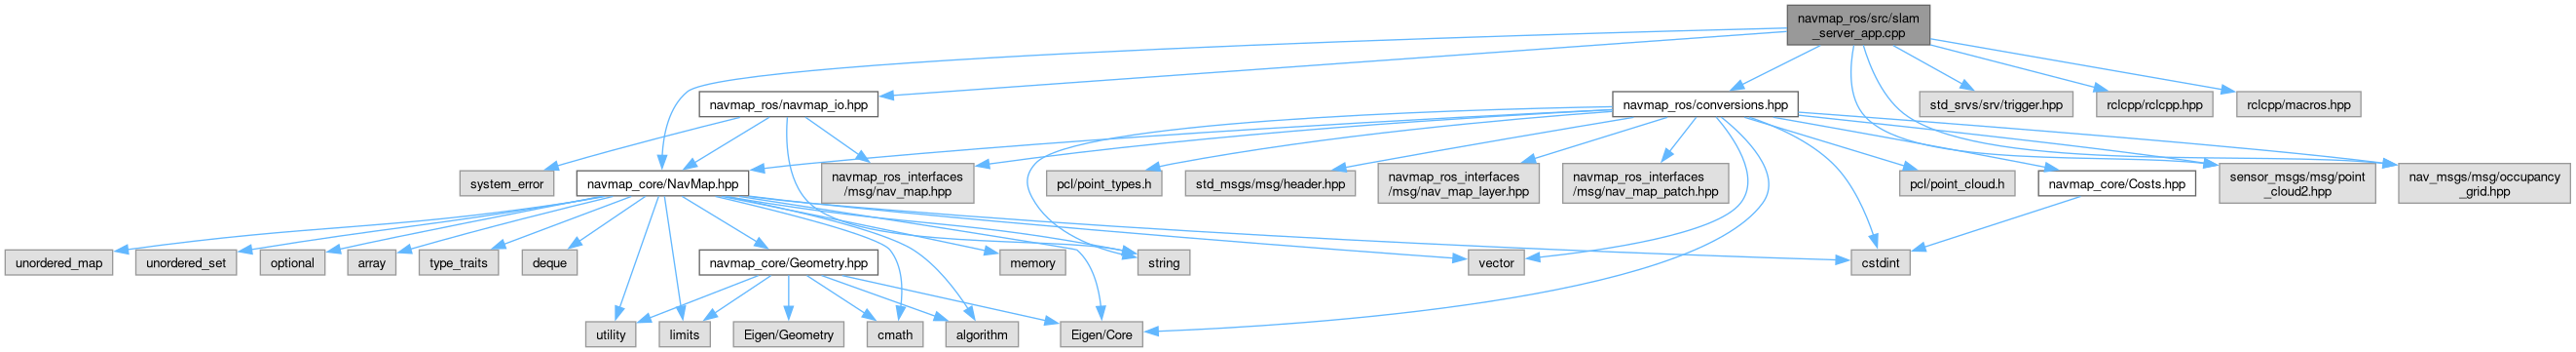 navmap_ros/src/slam
_server_app.cpp
navmap_ros/navmap_io.hpp
navmap_ros/conversions.hpp
std_srvs/srv/trigger.hpp
rclcpp/rclcpp.hpp
rclcpp/macros.hpp
system_error
navmap_core/NavMap.hpp
navmap_ros_interfaces
/msg/nav_map.hpp
pcl/point_types.h
std_msgs/msg/header.hpp
navmap_ros_interfaces
/msg/nav_map_layer.hpp
navmap_ros_interfaces
/msg/nav_map_patch.hpp
pcl/point_cloud.h
navmap_core/Costs.hpp
sensor_msgs/msg/point
_cloud2.hpp
nav_msgs/msg/occupancy
_grid.hpp
unordered_map
unordered_set
optional
array
type_traits
deque
navmap_core/Geometry.hpp
memory
string
vector
cstdint
utility
limits
Eigen/Geometry
cmath
algorithm
Eigen/Core